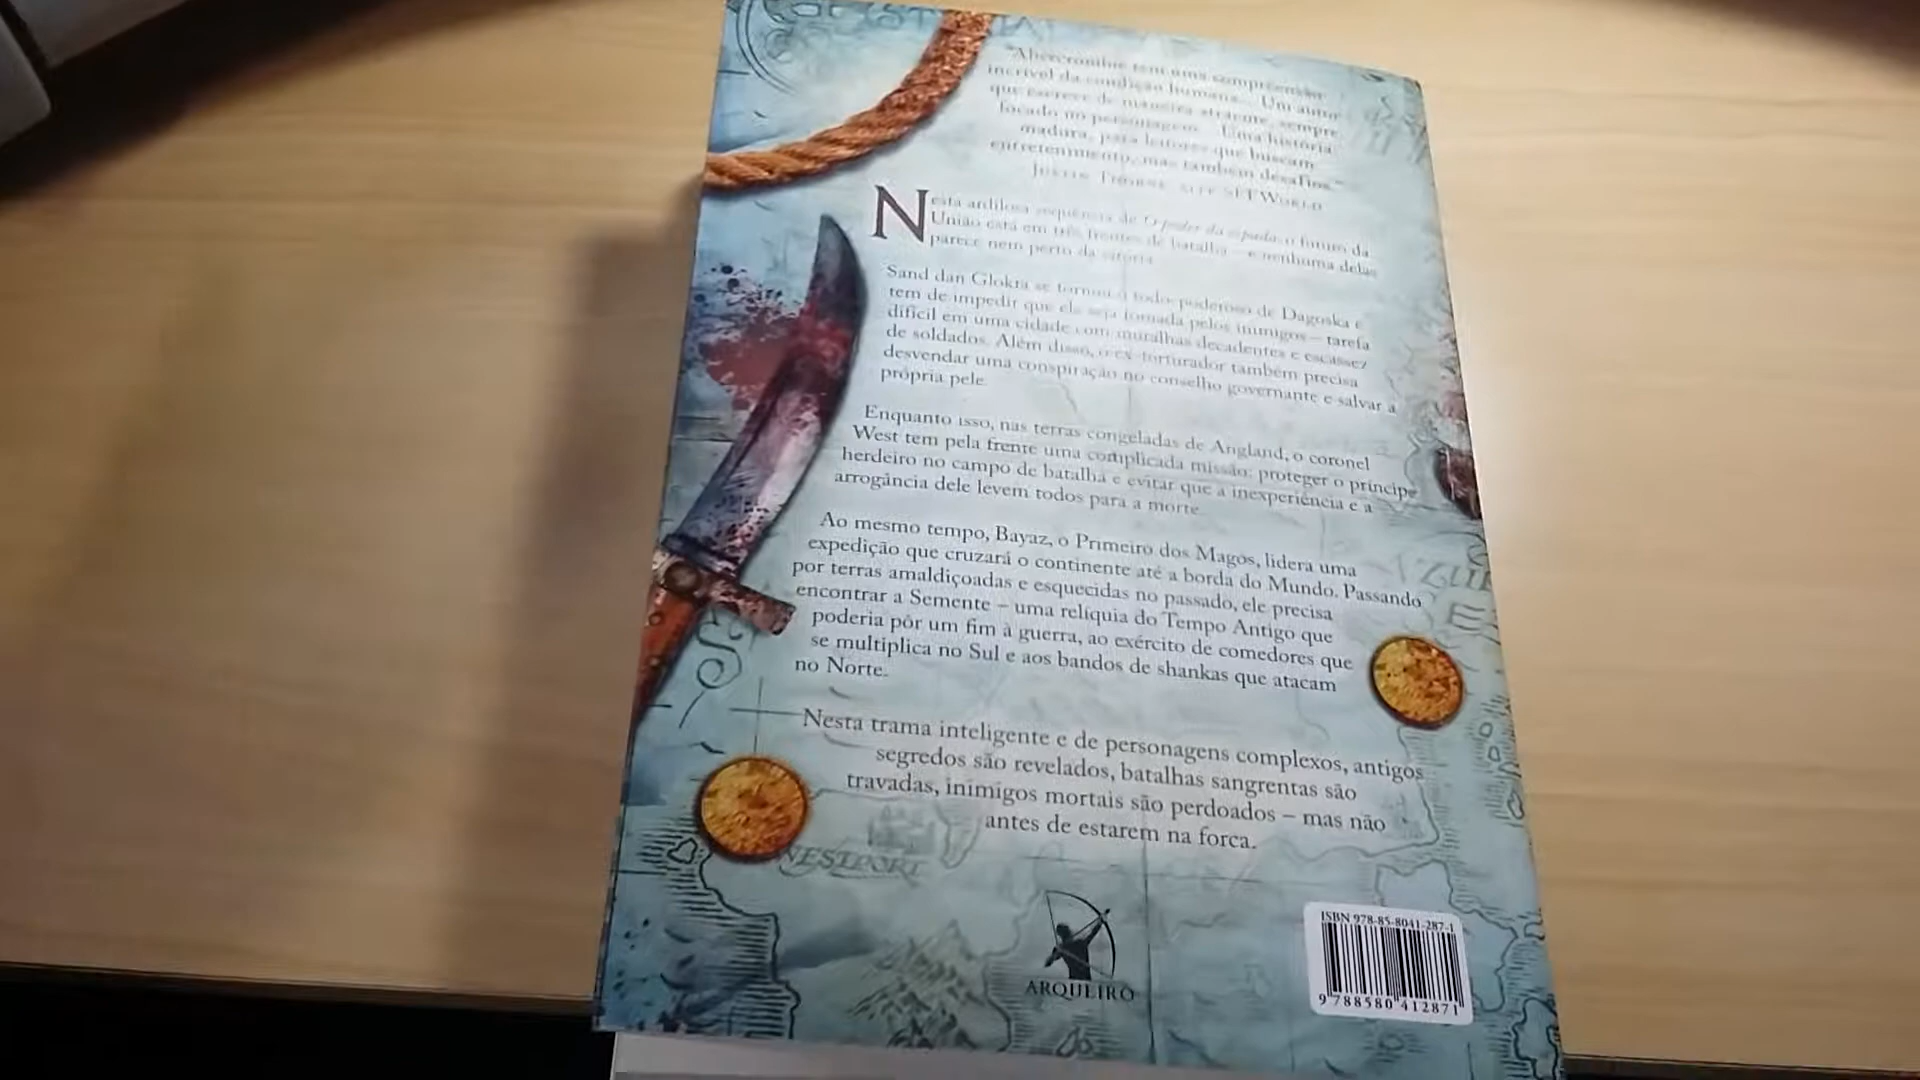 "Abercrombie tem uma compreensão
incrível da condição humana... Um autor
que escreve de maneira atraente, sempre
focado no personagem... Uma história
madura, para leitores que buscam
entretenimento, mas também desafios."
SFFWORLD
Nesta ardilosa sequência de O poder da espada, o futuro da
União está em três frentes de batalha – e nenhuma delas
parece nem perto da vitória.
Sand dan Glokta se tornou o todo-poderoso de Dagoska e
tem de impedir que ela seja tomada pelos inimigos – tarefa
difícil em uma cidade com muralhas decadentes e escassez
de soldados. Além disso, o ex-torturador também precisa
desvendar uma conspiração no conselho governante e salvar a
própria pele.
Enquanto isso, nas terras congeladas de Angland, o coronel
West tem pela frente uma complicada missão: proteger o príncipe
herdeiro no campo de batalha e evitar que a inexperiência e a
arrogância dele levem todos para a morte.
Ao mesmo tempo, Bayaz, o Primeiro dos Magos, lidera uma
expedição que cruzará o continente até a borda do Mundo. Passando
por terras amaldiçoadas e esquecidas no passado, ele precisa
encontrar a Semente – uma relíquia do Tempo Antigo que
poderia pôr um fim à guerra, ao exército de comedores que
se multiplica no Sul e aos bandos de shankas que atacam
no Norte.
Nesta trama inteligente e de personagens complexos, antigos
segredos são revelados, batalhas sangrentas são
travadas, inimigos mortais são perdoados – mas não
antes de estarem na forca.
WESTPORT
ARQUEIRO
ISBN 978-85-8041-287-1
9 788580 412871